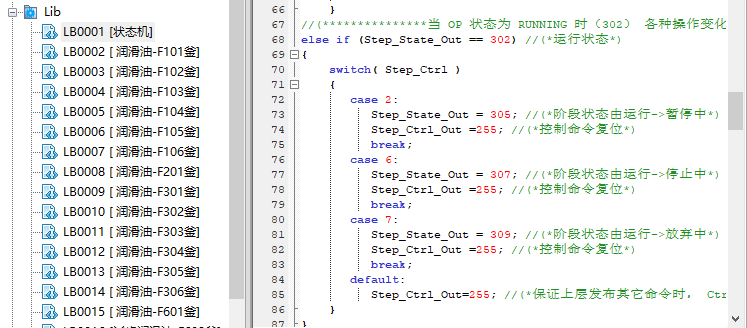 Lib
LB0001 [状态机]
LB0002 [ 润滑油-F101釜]
LB0003 [ 润滑油-F102釜]
LB0004 [ 润滑油-F103釜]
LB0005 [ 润滑油-F104釜]
LB0006 [ 润滑油-F105釜]
LB0007 [ 润滑油-F106釜]
LB0008 [ 润滑油-F201釜]
LB0009 [ 润滑油-F301釜]
LB0010 [ 润滑油-F302釜]
LB0011 [ 润滑油-F303釜]
LB0012 [ 润滑油-F304釜]
LB0013 [ 润滑油-F305釜]
LB0014 [ 润滑油-F306釜]
LB0015 [ 润滑油-F601釜]
66 }
67 //(***************当 OP 状态为 RUNNING 时（302） 各种操作变化
68 else if (Step_State_Out == 302) //(*运行状态*)
69 {
70 switch( Step_Ctrl )
71 {
72 case 2:
73 Step_State_Out = 305; //(*阶段状态由运行->暂停中*)
74 Step_Ctrl_Out =255; //(*控制命令复位*)
75 break;
76 case 6:
77 Step_State_Out = 307; //(*阶段状态由运行->停止中*)
78 Step_Ctrl_Out =255; //(*控制命令复位*)
79 break;
80 case 7:
81 Step_State_Out = 309; //(*阶段状态由运行->放弃中*)
82 Step_Ctrl_Out =255; //(*控制命令复位*)
83 break;
84 default:
85 Step_Ctrl_Out=255; //(*保证上层发布其它命令时， Ctr
86 }
87 }